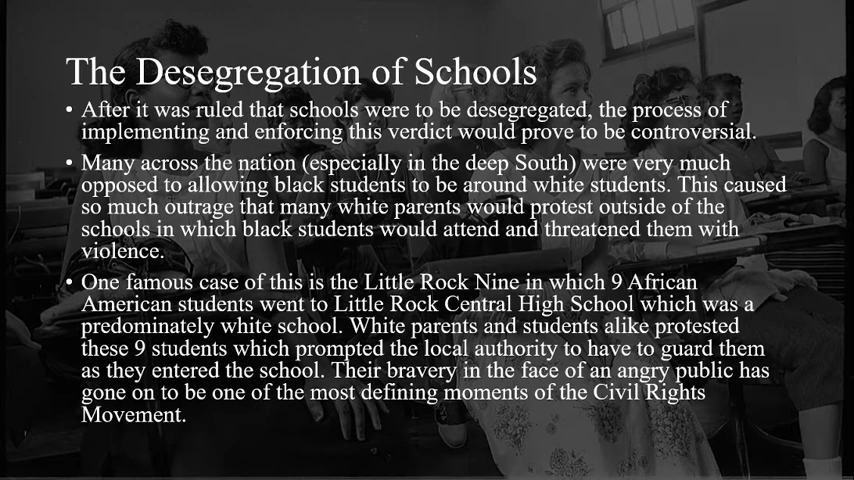 The Desegregation of Schools
• After it was ruled that schools were to be desegregated, the process of
implementing and enforcing this verdict would prove to be controversial.
• Many across the nation (especially in the deep South) were very much
opposed to allowing black students to be around white students. This caused
so much outrage that many white parents would protest outside of the
schools in which black students would attend and threatened them with
violence.
• One famous case of this is the Little Rock Nine in which 9 African
American students went to Little Rock Central High School which was a
predominately white school. White parents and students alike protested
these 9 students which prompted the local authority to have to guard them
as they entered the school. Their bravery in the face of an angry public has
gone on to be one of the most defining moments of the Civil Rights
Movement.